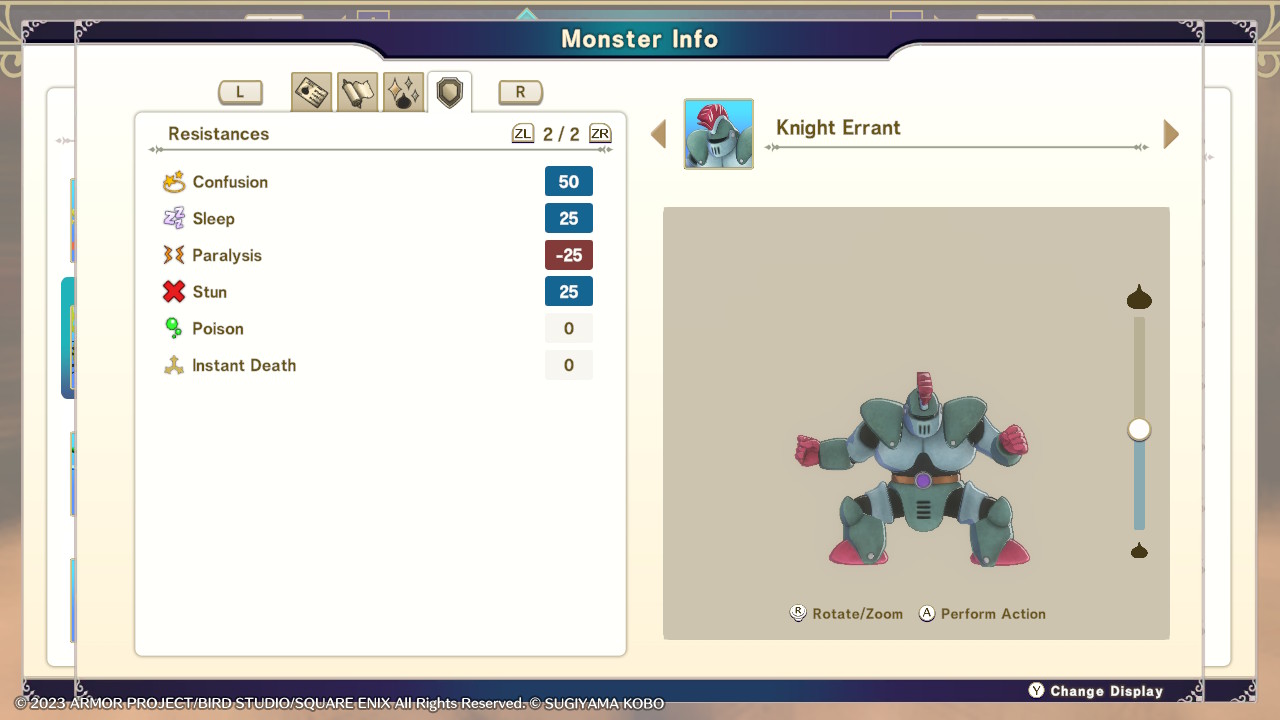 Monster Info
L R
Resistances ZL 2 / 2 ZR
Knight Errant
Confusion 50
Sleep 25
Paralysis -25
Stun 25
Poison 0
Instant Death 0
R Rotate/Zoom A Perform Action
Y Change Display
© 2023 ARMOR PROJECT/BIRD STUDIO/SQUARE ENIX All Rights Reserved. © SUGIYAMA KOBO